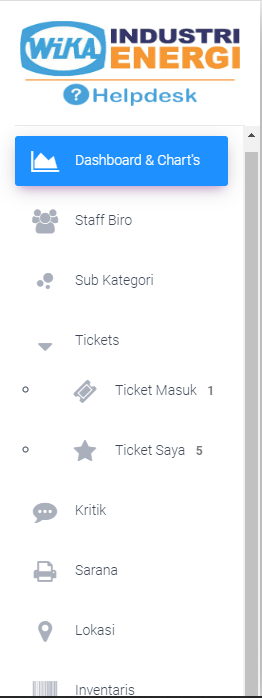 WIKA INDUSTRI
ENERGI
? Helpdesk
Dashboard & Chart's
Staff Biro
Sub Kategori
Tickets
Ticket Masuk 1
Ticket Saya 5
Kritik
Sarana
Lokasi
Inventaris